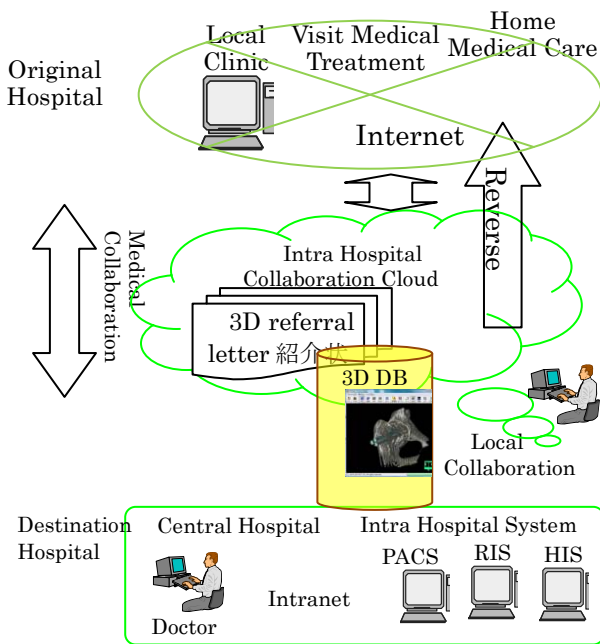 Home
Local
Visit Medical
Medical Care
Clinic
Treatment
Original
Hospital
Internet
Reverse
Medical
Collaboration
Intra Hospital
Collaboration Cloud
3D referral
letter 紹介状
3D DB
Local
Collaboration
Destination
Hospital
Central Hospital
Intra Hospital System
PACS
RIS
HIS
Intranet
Doctor